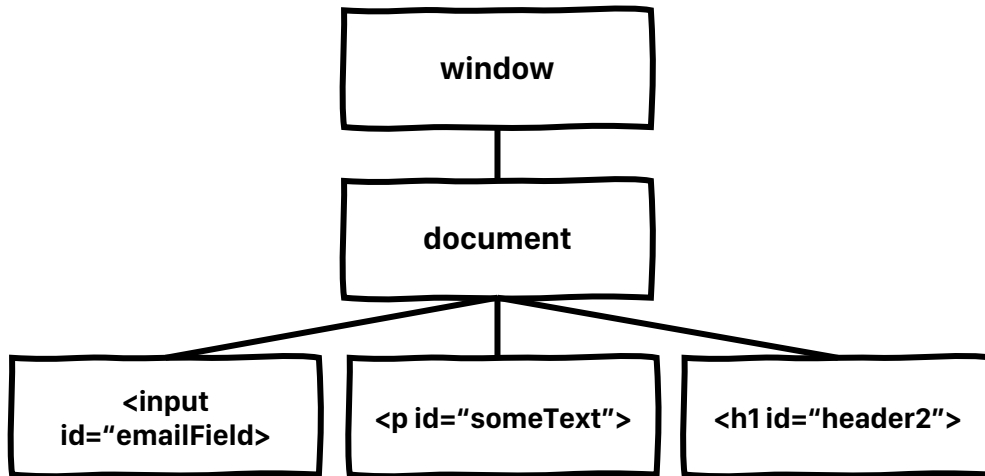 window
document
<input
id=“emailField>
<p id=“someText”>
<h1 id=“header2”>